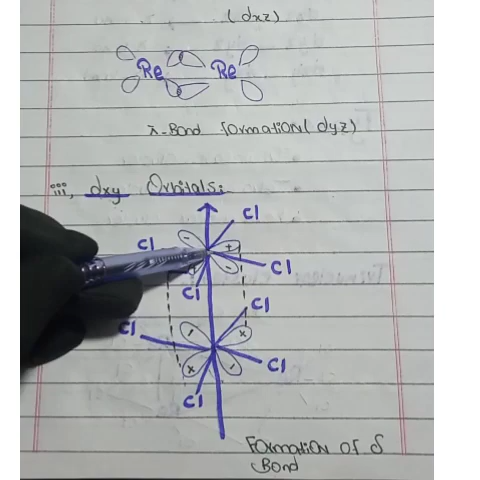 (dxz)
Re Re
π-Bond formation(dyz)
iii, dxy Orbitals:
Cl
Cl - +
- Cl
Cl
Cl
Cl
- +
+ - Cl
Cl
Formation of δ
Bond